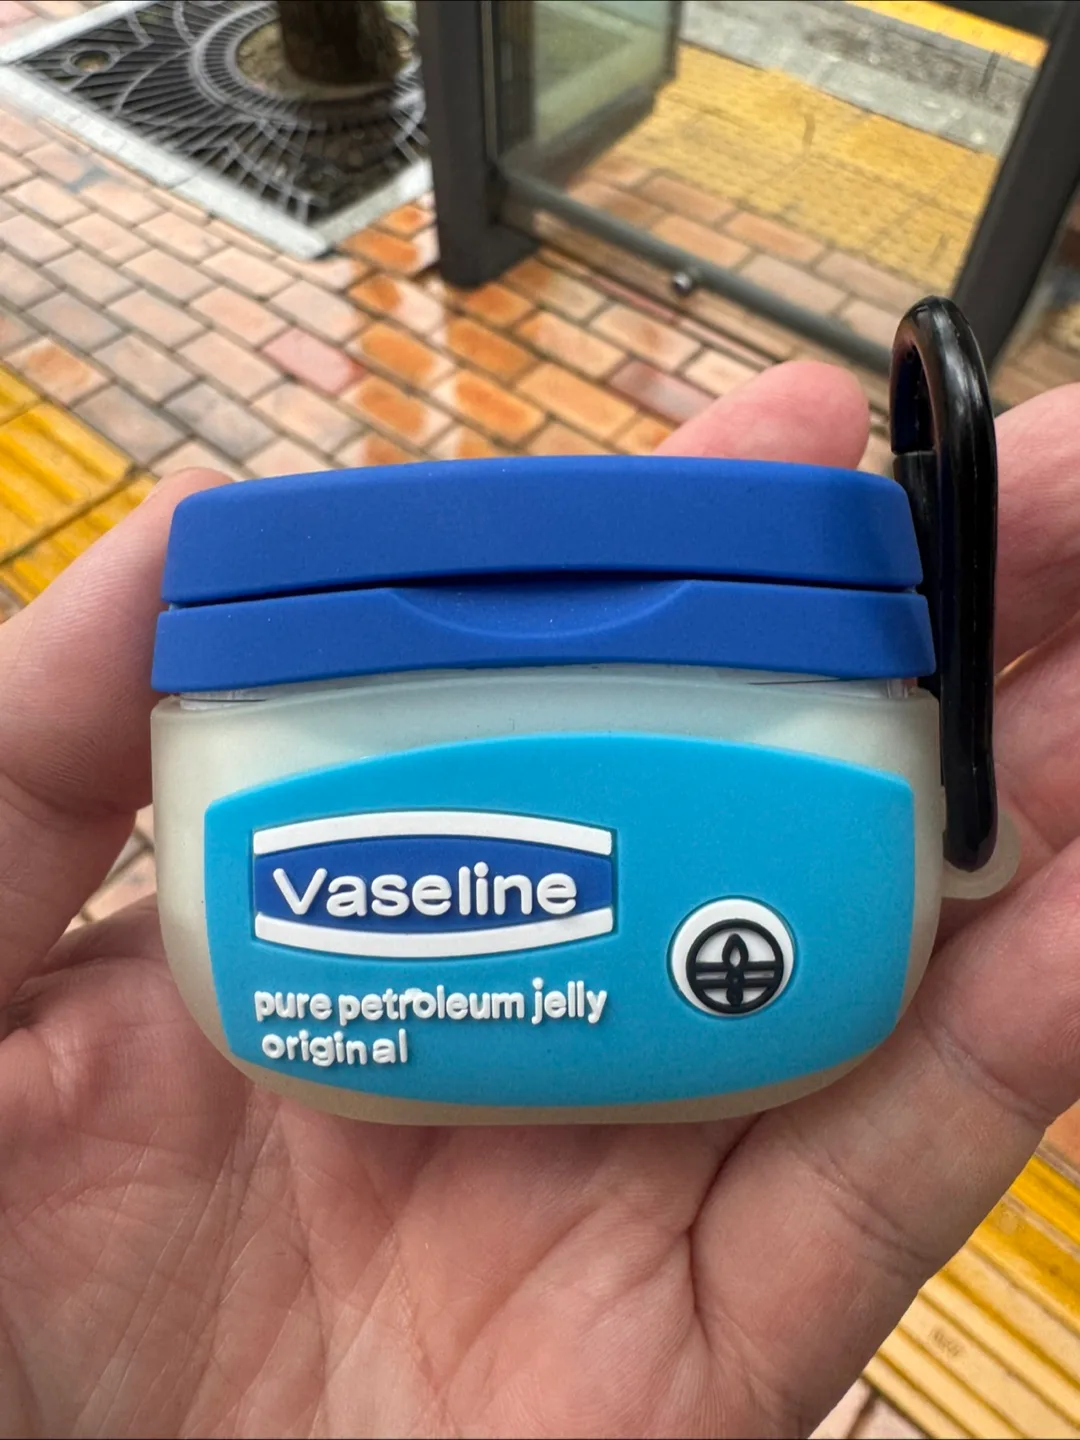 Vaseline
pure petroleum jelly
original